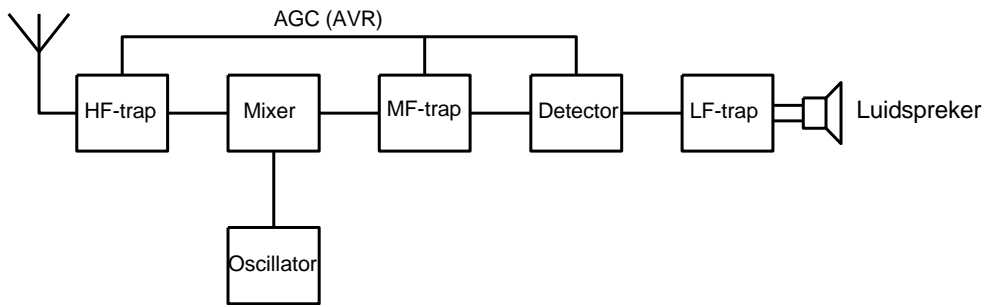 AGC (AVR)
HF-trap
Mixer
MF-trap
Detector
LF-trap
Luidspreker
Oscillator